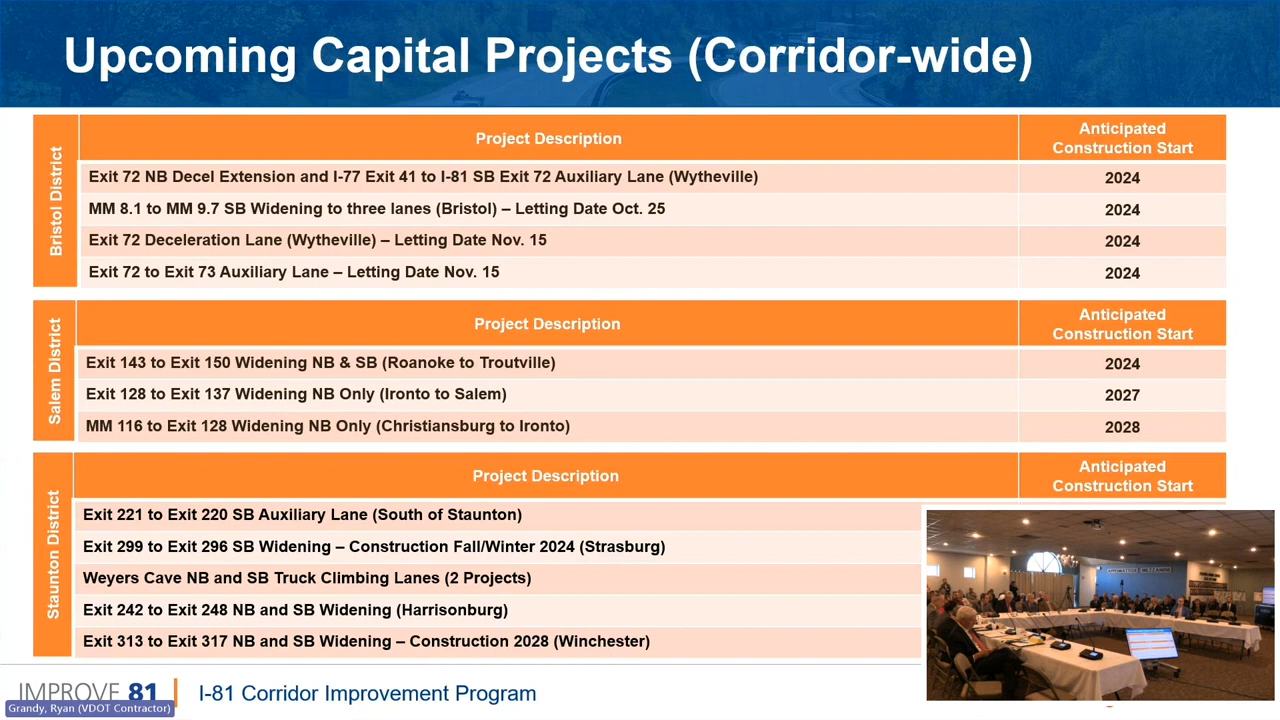 Upcoming Capital Projects (Corridor-wide)
Bristol District
Project Description
Anticipated
Construction Start
Exit 72 NB Decel Extension and I-77 Exit 41 to I-81 SB Exit 72 Auxiliary Lane (Wytheville)
2024
MM 8.1 to MM 9.7 SB Widening to three lanes (Bristol) – Letting Date Oct. 25
2024
Exit 72 Deceleration Lane (Wytheville) – Letting Date Nov. 15
2024
Exit 72 to Exit 73 Auxiliary Lane – Letting Date Nov. 15
2024
Salem District
Project Description
Anticipated
Construction Start
Exit 143 to Exit 150 Widening NB & SB (Roanoke to Troutville)
2024
Exit 128 to Exit 137 Widening NB Only (Ironto to Salem)
2027
MM 116 to Exit 128 Widening NB Only (Christiansburg to Ironto)
2028
Staunton District
Project Description
Anticipated
Construction Start
Exit 221 to Exit 220 SB Auxiliary Lane (South of Staunton)
Exit 299 to Exit 296 SB Widening – Construction Fall/Winter 2024 (Strasburg)
Weyers Cave NB and SB Truck Climbing Lanes (2 Projects)
Exit 242 to Exit 248 NB and SB Widening (Harrisonburg)
Exit 313 to Exit 317 NB and SB Widening – Construction 2028 (Winchester)
IMPROVE 81
I-81 Corridor Improvement Program
Grandy, Ryan (VDOT Contractor)